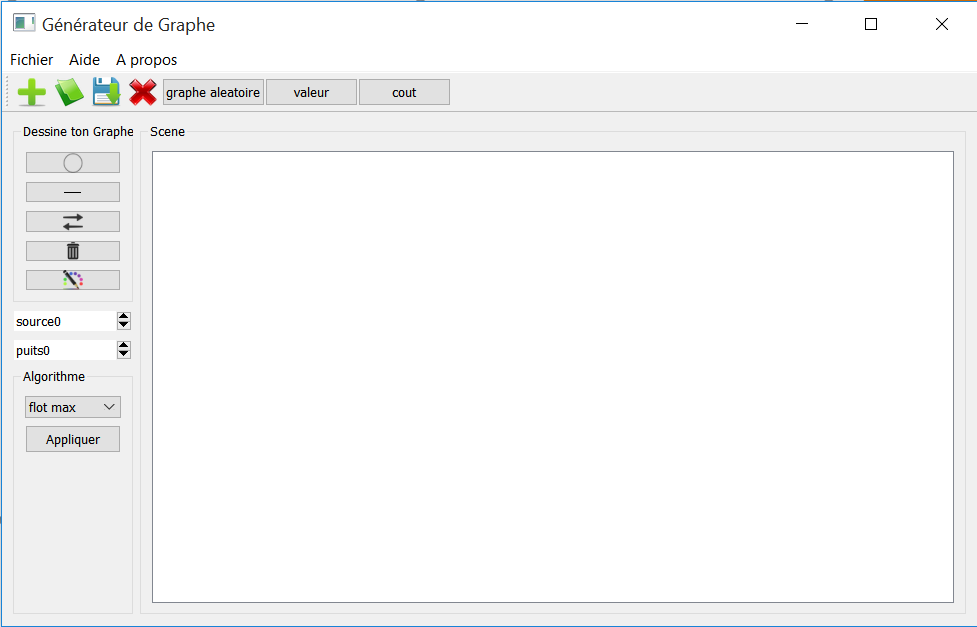 Générateur de Graphe
Fichier Aide A propos
graphe aleatoire valeur cout
Dessine ton Graphe
Scene
source0
puits0
Algorithme
flot max
Appliquer